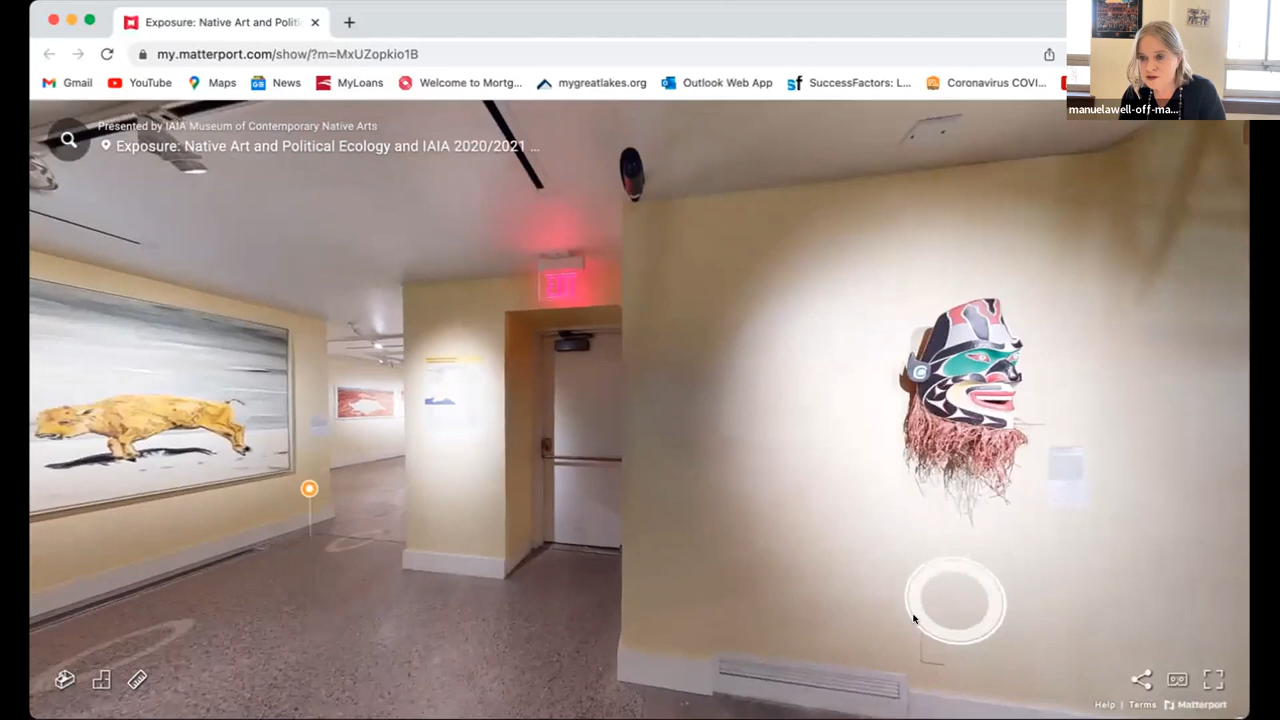 Exposure: Native Art and Politi
my.matterport.com/show/?m=MxUZopkio1B
Gmail
YouTube
Maps
News
MyLoans
Welcome to Mortg...
mygreatlakes.org
Outlook Web App
SuccessFactors: L...
Coronavirus COVI...
manuelawell-off-ma...
Presented by IAIA Museum of Contemporary Native Arts
Exposure: Native Art and Political Ecology and IAIA 2020/2021 ...
EXIT
Help | Terms Matterport